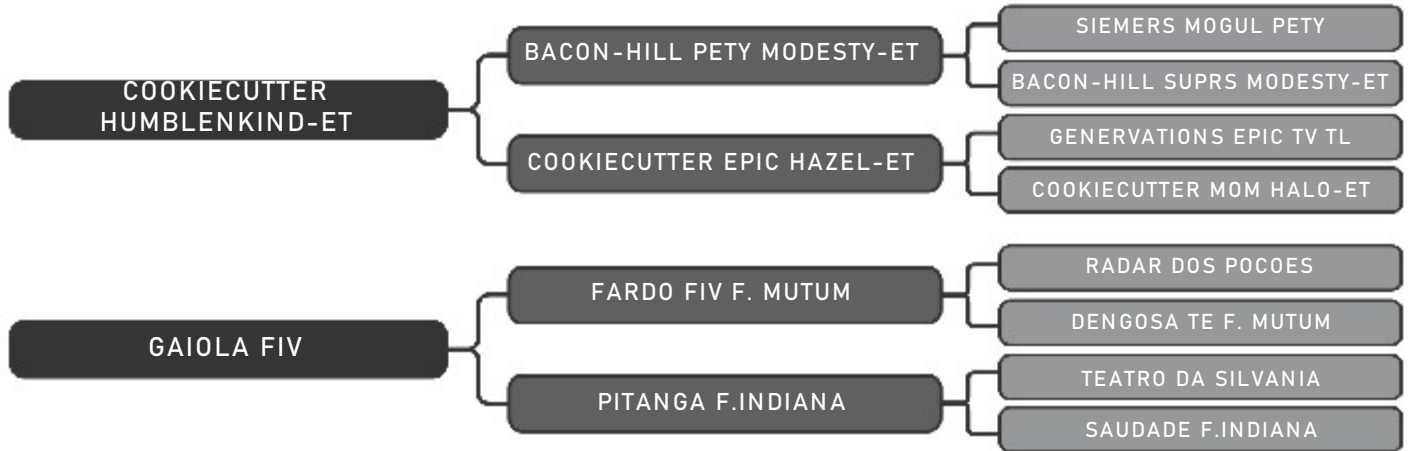 COOKIECUTTER
HUMBLENKIND-ET
BACON-HILL PETY MODESTY-ET
SIEMERS MOGUL PETY
BACON-HILL SUPRS MODESTY-ET
COOKIECUTTER EPIC HAZEL-ET
GENERVATIONS EPIC TV TL
COOKIECUTTER MOM HALO-ET
GAIOLA FIV
FARDO FIV F. MUTUM
RADAR DOS POCOES
DENGOSA TE F. MUTUM
PITANGA F.INDIANA
TEATRO DA SILVANIA
SAUDADE F.INDIANA